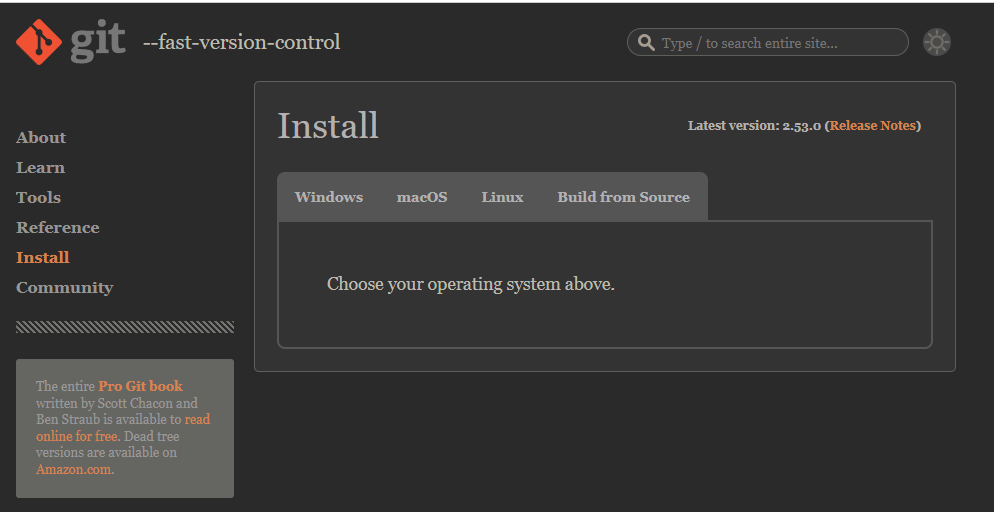 git --fast-version-control
Type / to search entire site...
About
Learn
Tools
Reference
Install
Community
The entire Pro Git book
written by Scott Chacon and
Ben Straub is available to read
online for free. Dead tree
versions are available on
Amazon.com.
Install
Latest version: 2.53.0 (Release Notes)
Windows macOS Linux Build from Source
Choose your operating system above.